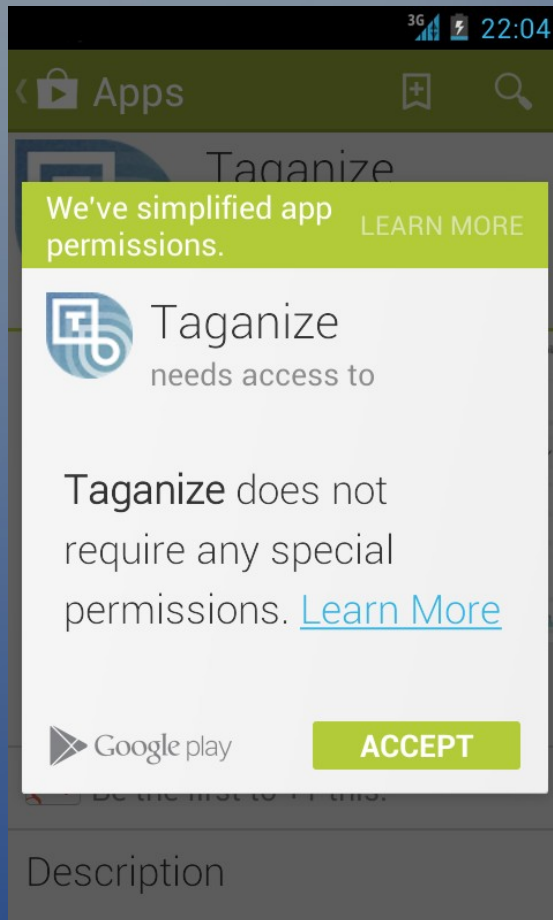 3G 22:04
Apps
Taganize
We've simplified app
permissions.
LEARN MORE
Taganize
needs access to
Taganize does not
require any special
permissions. Learn More
Google play
ACCEPT
Be the first to +1 this.
Description